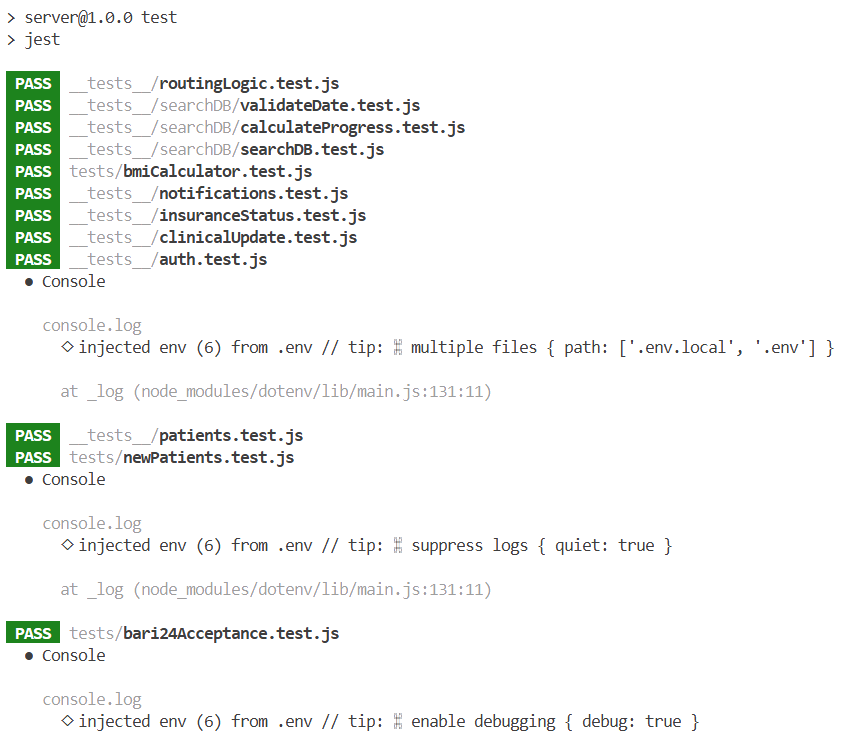 > server@1.0.0 test
> jest
PASS __tests__/routingLogic.test.js
PASS __tests__/searchDB/validateDate.test.js
PASS __tests__/searchDB/calculateProgress.test.js
PASS __tests__/searchDB/searchDB.test.js
PASS tests/bmiCalculator.test.js
PASS __tests__/notifications.test.js
PASS __tests__/insuranceStatus.test.js
PASS __tests__/clinicalUpdate.test.js
PASS __tests__/auth.test.js
● Console
console.log
◇ injected env (6) from .env // tip: ⌘ multiple files { path: ['.env.local', '.env'] }
at _log (node_modules/dotenv/lib/main.js:131:11)
PASS __tests__/patients.test.js
PASS tests/newPatients.test.js
● Console
console.log
◇ injected env (6) from .env // tip: ⌘ suppress logs { quiet: true }
at _log (node_modules/dotenv/lib/main.js:131:11)
PASS tests/bari24Acceptance.test.js
● Console
console.log
◇ injected env (6) from .env // tip: ⌘ enable debugging { debug: true }